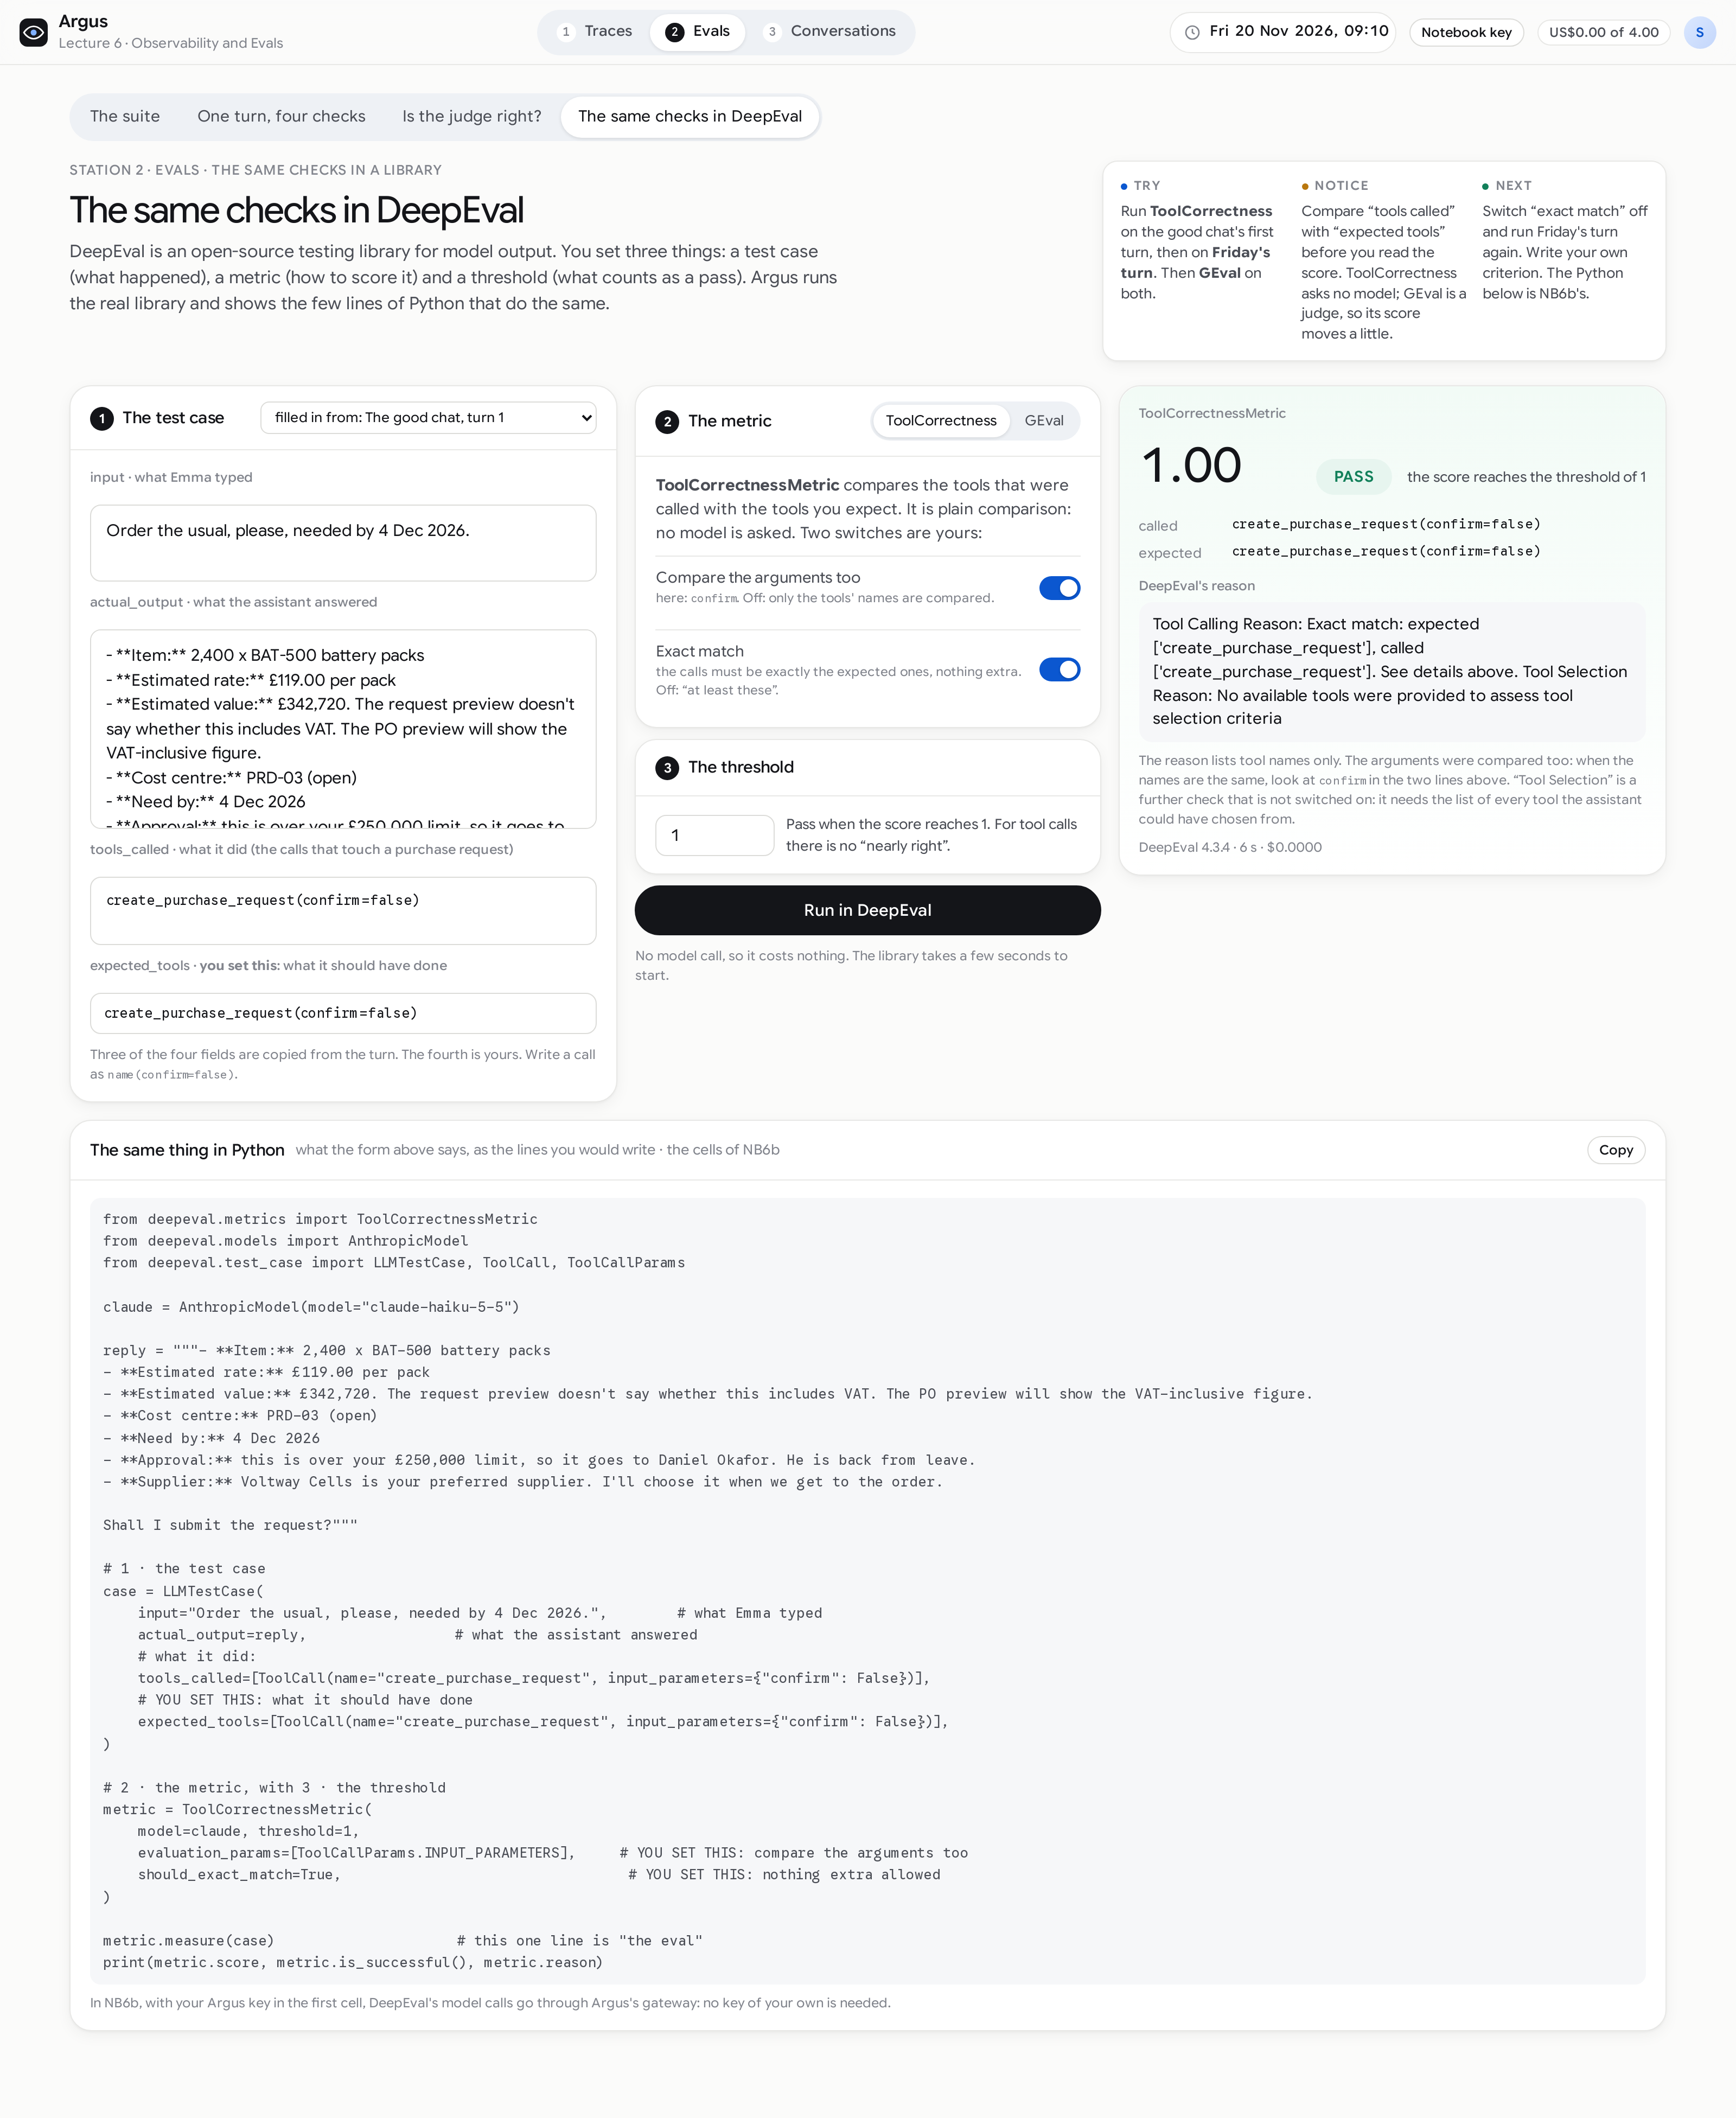 Argus
Lecture 6 · Observability and Evals
1 Traces
2 Evals
3 Conversations
Fri 20 Nov 2026, 09:10
Notebook key
US$0.00 of 4.00
S
The suite
One turn, four checks
Is the judge right?
The same checks in DeepEval
STATION 2 · EVALS · THE SAME CHECKS IN A LIBRARY
The same checks in DeepEval
DeepEval is an open-source testing library for model output. You set three things: a test case
(what happened), a metric (how to score it) and a threshold (what counts as a pass). Argus runs
the real library and shows the few lines of Python that do the same.
TRY
Run ToolCorrectness
on the good chat's first
turn, then on Friday's
turn. Then GEval on
both.
NOTICE
Compare “tools called”
with “expected tools”
before you read the
score. ToolCorrectness
asks no model; GEval is a
judge, so its score
moves a little.
NEXT
Switch “exact match” off
and run Friday's turn
again. Write your own
criterion. The Python
below is NB6b's.
1 The test case
filled in from: The good chat, turn 1
input · what Emma typed
Order the usual, please, needed by 4 Dec 2026.
actual_output · what the assistant answered
- **Item:** 2,400 x BAT-500 battery packs
- **Estimated rate:** £119.00 per pack
- **Estimated value:** £342,720. The request preview doesn't
say whether this includes VAT. The PO preview will show the
VAT-inclusive figure.
- **Cost centre:** PRD-03 (open)
- **Need by:** 4 Dec 2026
- **Approval:** this is over your £250,000 limit, so it goes to
tools_called · what it did (the calls that touch a purchase request)
create_purchase_request(confirm=false)
expected_tools · you set this: what it should have done
create_purchase_request(confirm=false)
Three of the four fields are copied from the turn. The fourth is yours. Write a call
as name(confirm=false).
2 The metric
ToolCorrectness
GEval
ToolCorrectnessMetric compares the tools that were
called with the tools you expect. It is plain comparison:
no model is asked. Two switches are yours:
Compare the arguments too
here: confirm. Off: only the tools' names are compared.
Exact match
the calls must be exactly the expected ones, nothing extra.
Off: “at least these”.
3 The threshold
1
Pass when the score reaches 1. For tool calls
there is no “nearly right”.
Run in DeepEval
No model call, so it costs nothing. The library takes a few seconds to
start.
ToolCorrectnessMetric
1.00
PASS
the score reaches the threshold of 1
called create_purchase_request(confirm=false)
expected create_purchase_request(confirm=false)
DeepEval's reason
Tool Calling Reason: Exact match: expected
['create_purchase_request'], called
['create_purchase_request']. See details above. Tool Selection
Reason: No available tools were provided to assess tool
selection criteria
The reason lists tool names only. The arguments were compared too: when the
names are the same, look at confirm in the two lines above. “Tool Selection” is a
further check that is not switched on: it needs the list of every tool the assistant
could have chosen from.
DeepEval 4.3.4 · 6 s · $0.0000
The same thing in Python what the form above says, as the lines you would write · the cells of NB6b
Copy
from deepeval.metrics import ToolCorrectnessMetric
from deepeval.models import AnthropicModel
from deepeval.test_case import LLMTestCase, ToolCall, ToolCallParams
claude = AnthropicModel(model="claude-haiku-5-5")
reply = """- **Item:** 2,400 x BAT-500 battery packs
- **Estimated rate:** £119.00 per pack
- **Estimated value:** £342,720. The request preview doesn't say whether this includes VAT. The PO preview will show the VAT-inclusive figure.
- **Cost centre:** PRD-03 (open)
- **Need by:** 4 Dec 2026
- **Approval:** this is over your £250,000 limit, so it goes to Daniel Okafor. He is back from leave.
- **Supplier:** Voltway Cells is your preferred supplier. I'll choose it when we get to the order.
Shall I submit the request?"""
# 1 · the test case
case = LLMTestCase(
    input="Order the usual, please, needed by 4 Dec 2026.",        # what Emma typed
    actual_output=reply,                 # what the assistant answered
    # what it did:
    tools_called=[ToolCall(name="create_purchase_request", input_parameters={"confirm": False})],
    # YOU SET THIS: what it should have done
    expected_tools=[ToolCall(name="create_purchase_request", input_parameters={"confirm": False})],
)
# 2 · the metric, with 3 · the threshold
metric = ToolCorrectnessMetric(
    model=claude, threshold=1,
    evaluation_params=[ToolCallParams.INPUT_PARAMETERS],     # YOU SET THIS: compare the arguments too
    should_exact_match=True,                                 # YOU SET THIS: nothing extra allowed
)
metric.measure(case)                     # this one line is "the eval"
print(metric.score, metric.is_successful(), metric.reason)
In NB6b, with your Argus key in the first cell, DeepEval's model calls go through Argus's gateway: no key of your own is needed.